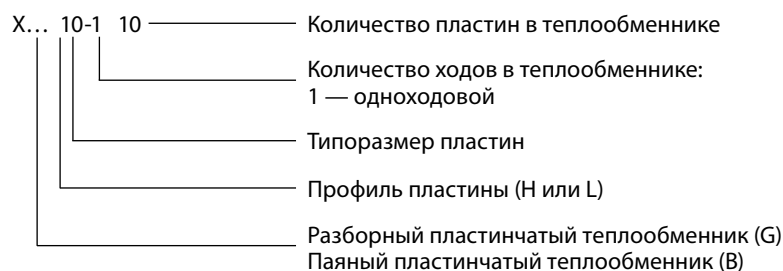 X… 10-1 10 Количество пластин в теплообменнике
Количество ходов в теплообменнике:
1 — одноходовой
Типоразмер пластин
Профиль пластины (H или L)
Разборный пластинчатый теплообменник (G)
Паяный пластинчатый теплообменник (B)